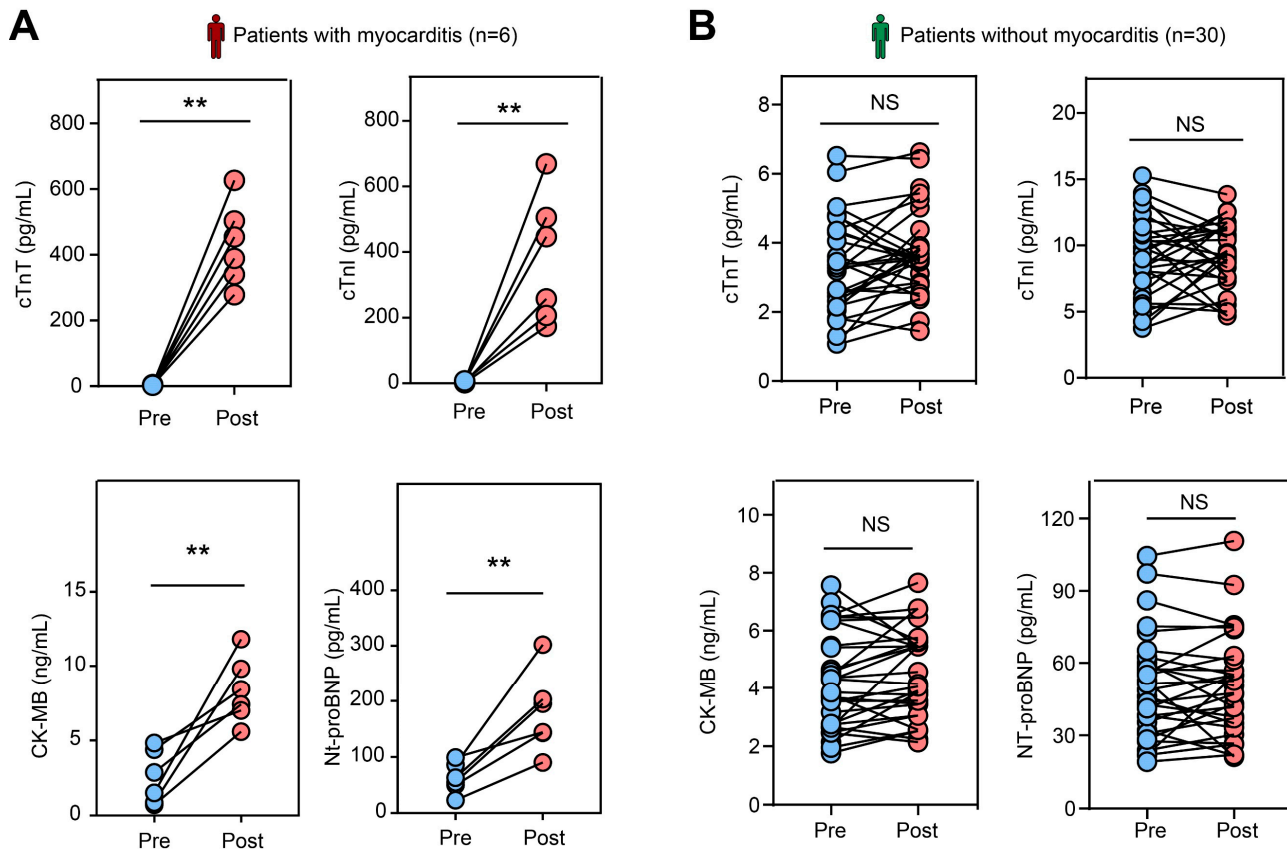 A
Patients with myocarditis (n=6)
cTnT (pg/mL)
800
600
400
200
0
**
Pre Post
cTnI (pg/mL)
800
600
400
200
0
**
Pre Post
CK-MB (ng/mL)
15
10
5
0
**
Pre Post
Nt-proBNP (pg/mL)
400
300
200
100
0
**
Pre Post
B
Patients without myocarditis (n=30)
cTnT (pg/mL)
8
6
4
2
0
NS
Pre Post
cTnI (pg/mL)
20
15
10
5
0
NS
Pre Post
CK-MB (ng/mL)
10
8
6
4
2
0
NS
Pre Post
NT-proBNP (pg/mL)
120
90
60
30
0
NS
Pre Post